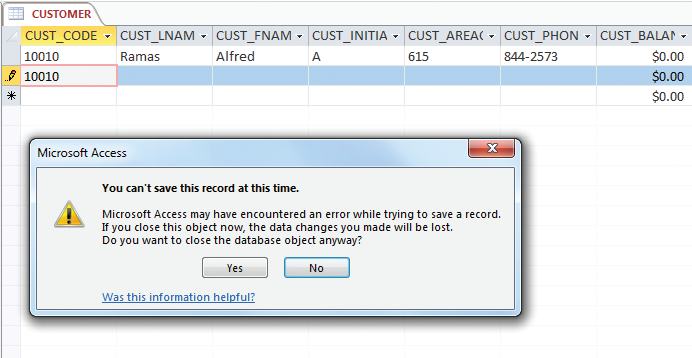 CUSTOMER
CUST_CODE CUST_LNAM CUST_FNAM CUST_INITIA CUST_AREAC CUST_PHON CUST_BALAN
10010 Ramas Alfred A 615 844-2573 $0.00
10010 $0.00
$0.00
Microsoft Access
You can't save this record at this time.
Microsoft Access may have encountered an error while trying to save a record.
If you close this object now, the data changes you made will be lost.
Do you want to close the database object anyway?
Yes No
Was this information helpful?